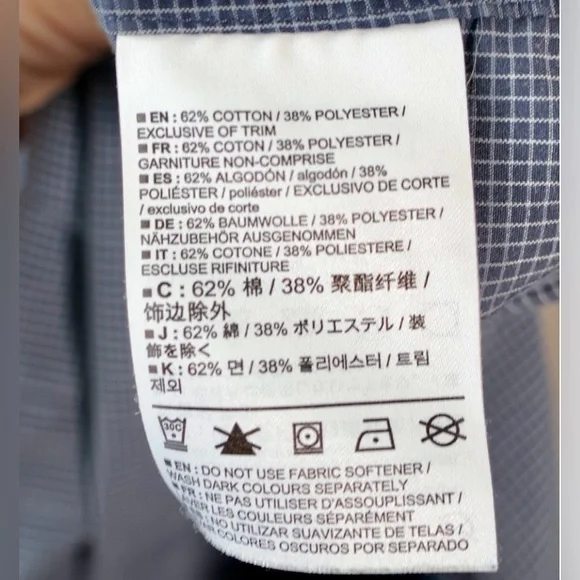 ■ EN : 62% COTTON / 38% POLYESTER /
EXCLUSIVE OF TRIM
■ FR : 62% COTON / 38% POLYESTER /
GARNITURE NON-COMPRISE
■ ES : 62% ALGODÓN / algodón / 38%
POLIÉSTER / poliéster / EXCLUSIVO DE CORTE
/ exclusivo de corte
■ DE : 62% BAUMWOLLE / 38% POLYESTER /
NÄHZUBEHÖR AUSGENOMMEN
■ IT : 62% COTONE / 38% POLIESTERE /
ESCLUSE RIFINITURE
■ C : 62% 棉 / 38% 聚酯纤维 /
饰边除外
■ J : 62% 綿 / 38% ポリエステル / 装
飾を除く
■ K : 62% 면 / 38% 폴리에스터 / 트림
제외
30C
■ EN : DO NOT USE FABRIC SOFTENER /
WASH DARK COLOURS SEPARATELY
■ FR : NE PAS UTILISER D'ASSOUPLISSANT /
LES COULEURS SÉPARÉMENT
NO UTILIZAR SUAVIZANTE DE TELAS /
COLORES OSCUROS POR SEPARADO